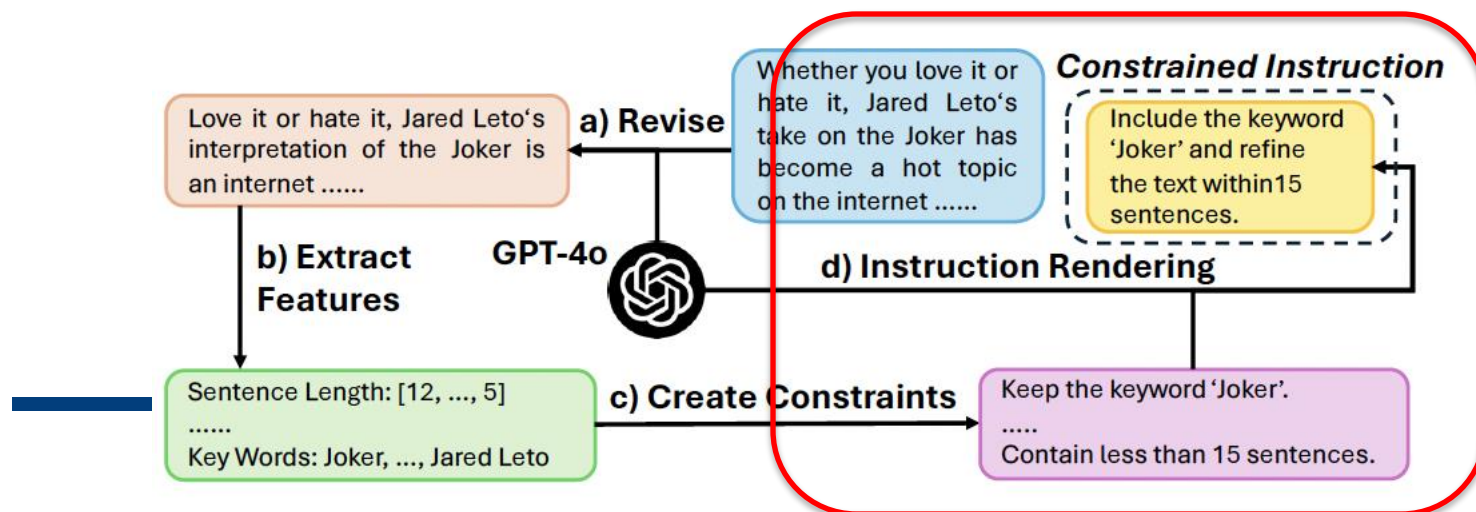 Love it or hate it, Jared Leto‘s
interpretation of the Joker is
an internet ......
a) Revise
Whether you love it or
hate it, Jared Leto‘s
take on the Joker has
become a hot topic
on the internet ......
Constrained Instruction
Include the keyword
‘Joker’ and refine
the text within15
sentences.
b) Extract
Features
GPT-4o
d) Instruction Rendering
Sentence Length: [12, ..., 5]
......
Key Words: Joker, ..., Jared Leto
c) Create Constraints
Keep the keyword ‘Joker’.
.....
Contain less than 15 sentences.